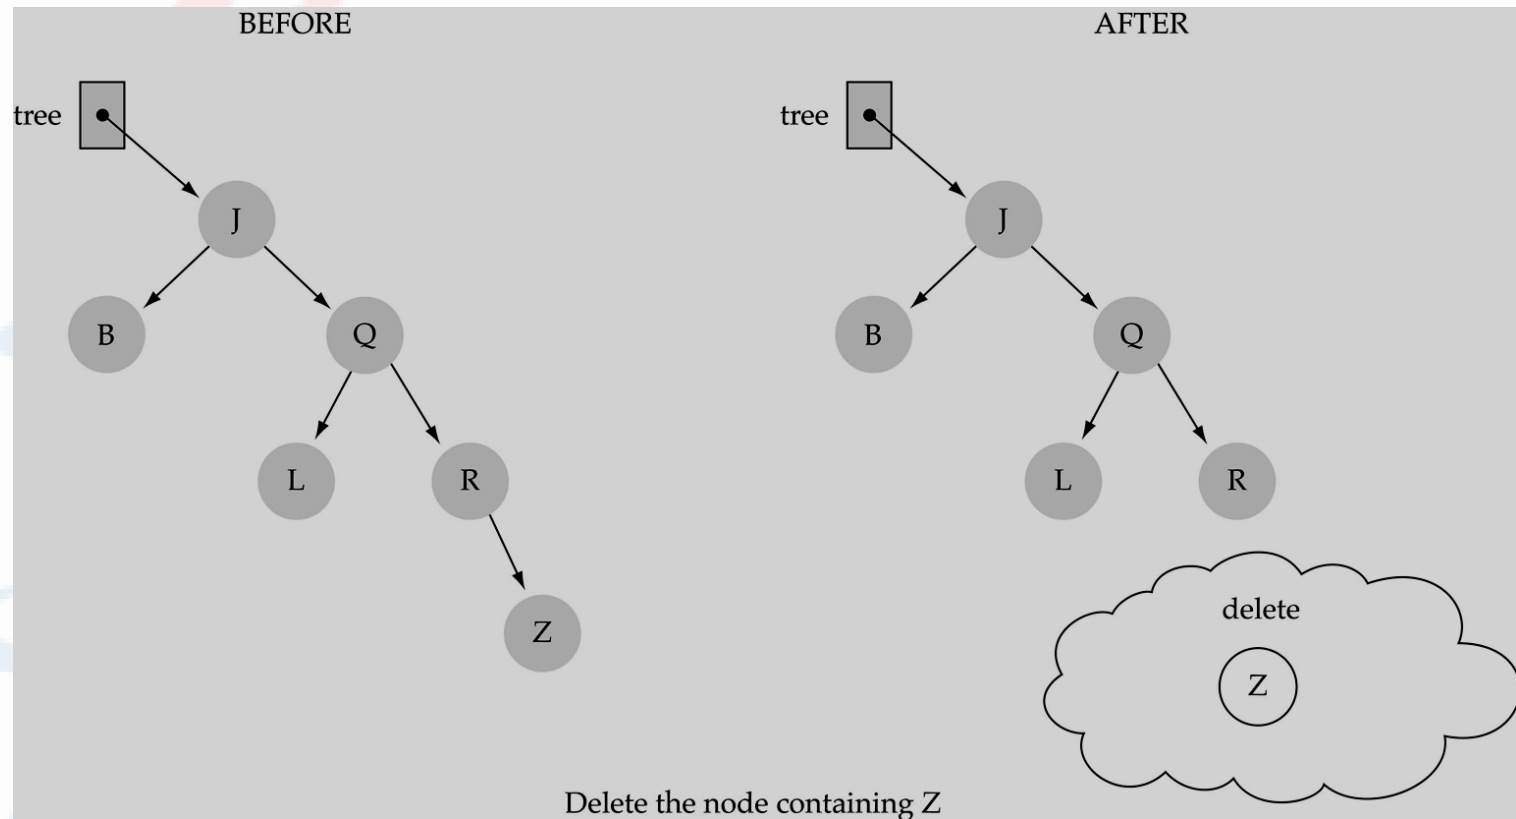 BEFORE
tree
J
B
Q
L
R
Z
AFTER
tree
J
B
Q
L
R
delete
Z
Delete the node containing Z